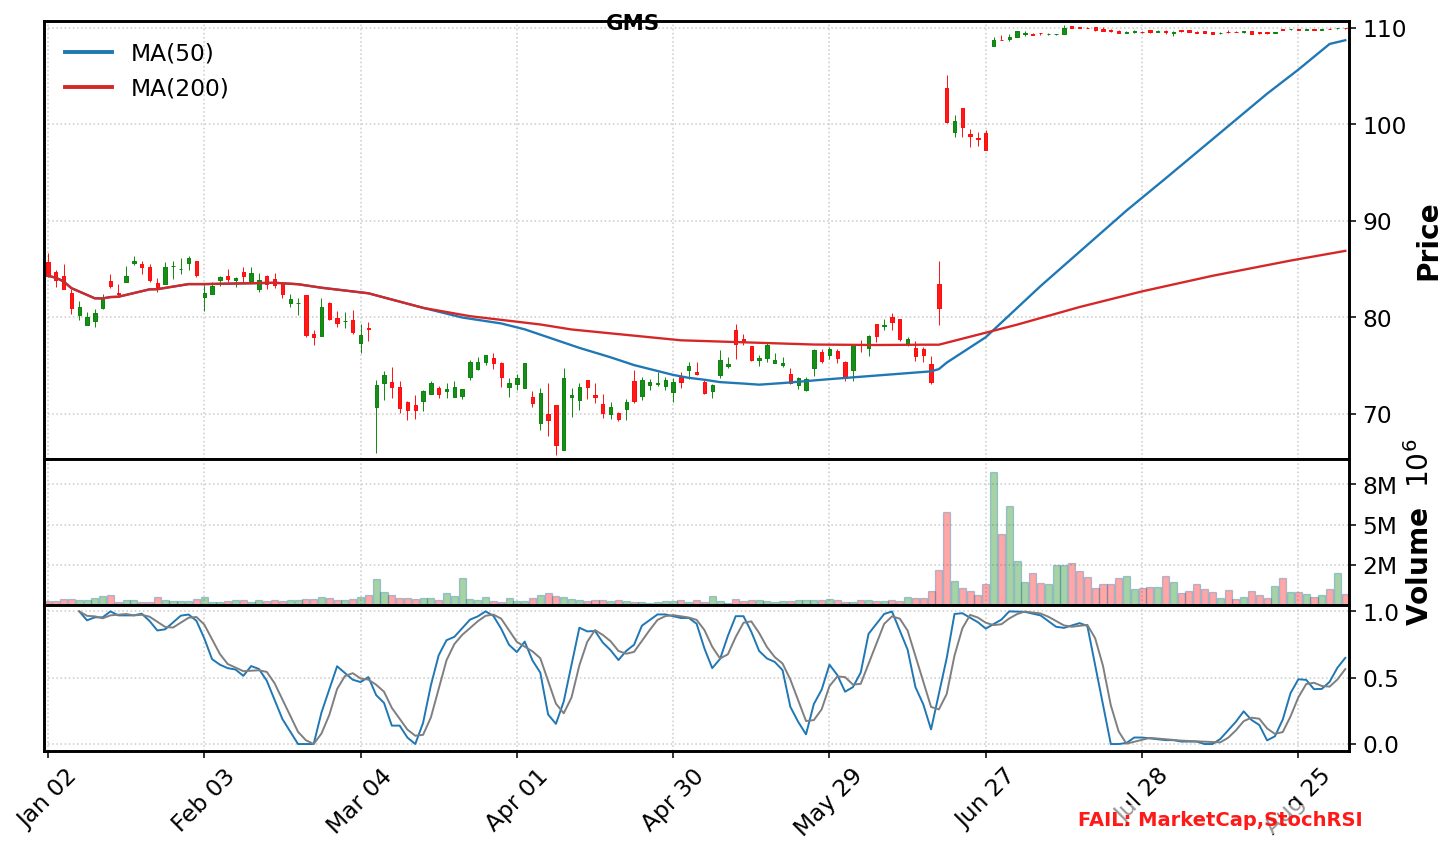 GMS
MA(50)
MA(200)
110
100
90
80
70
Price
8M
5M
2M
Volume 10^6
1.0
0.5
0.0
Jan 02
Feb 03
Mar 04
Apr 01
Apr 30
May 29
Jun 27
Jul 28
Aug 25
FAIL: MarketCap,StochRSI